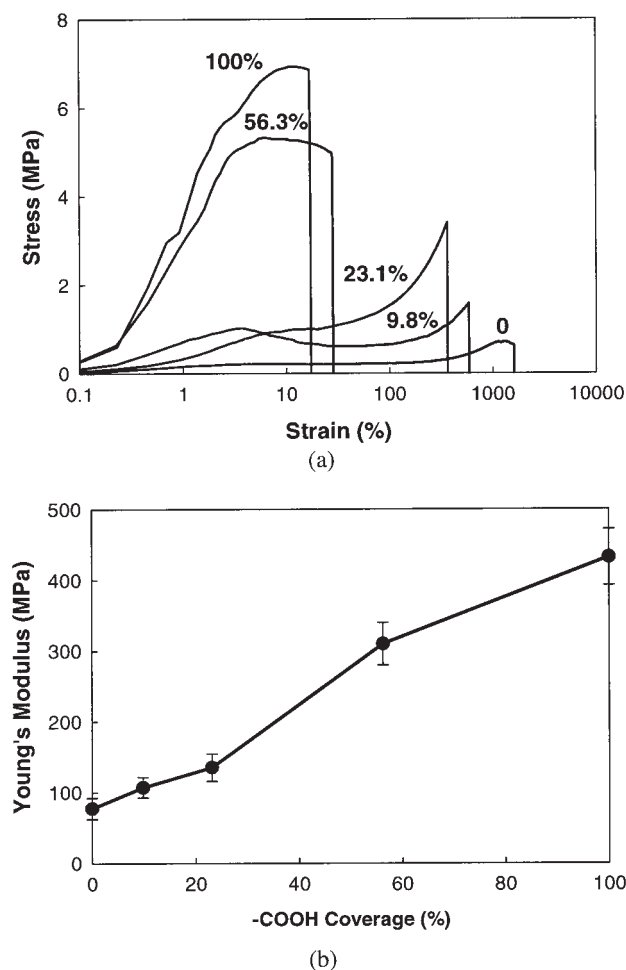 8
100%
6
56.3%
Stress (MPa)
4
23.1%
2
9.8%
0
0
0.1 1 10 100 1000 10000
Strain (%)
(a)
500
400
Young's Modulus (MPa)
300
200
100
0
0 20 40 60 80 100
-COOH Coverage (%)
(b)